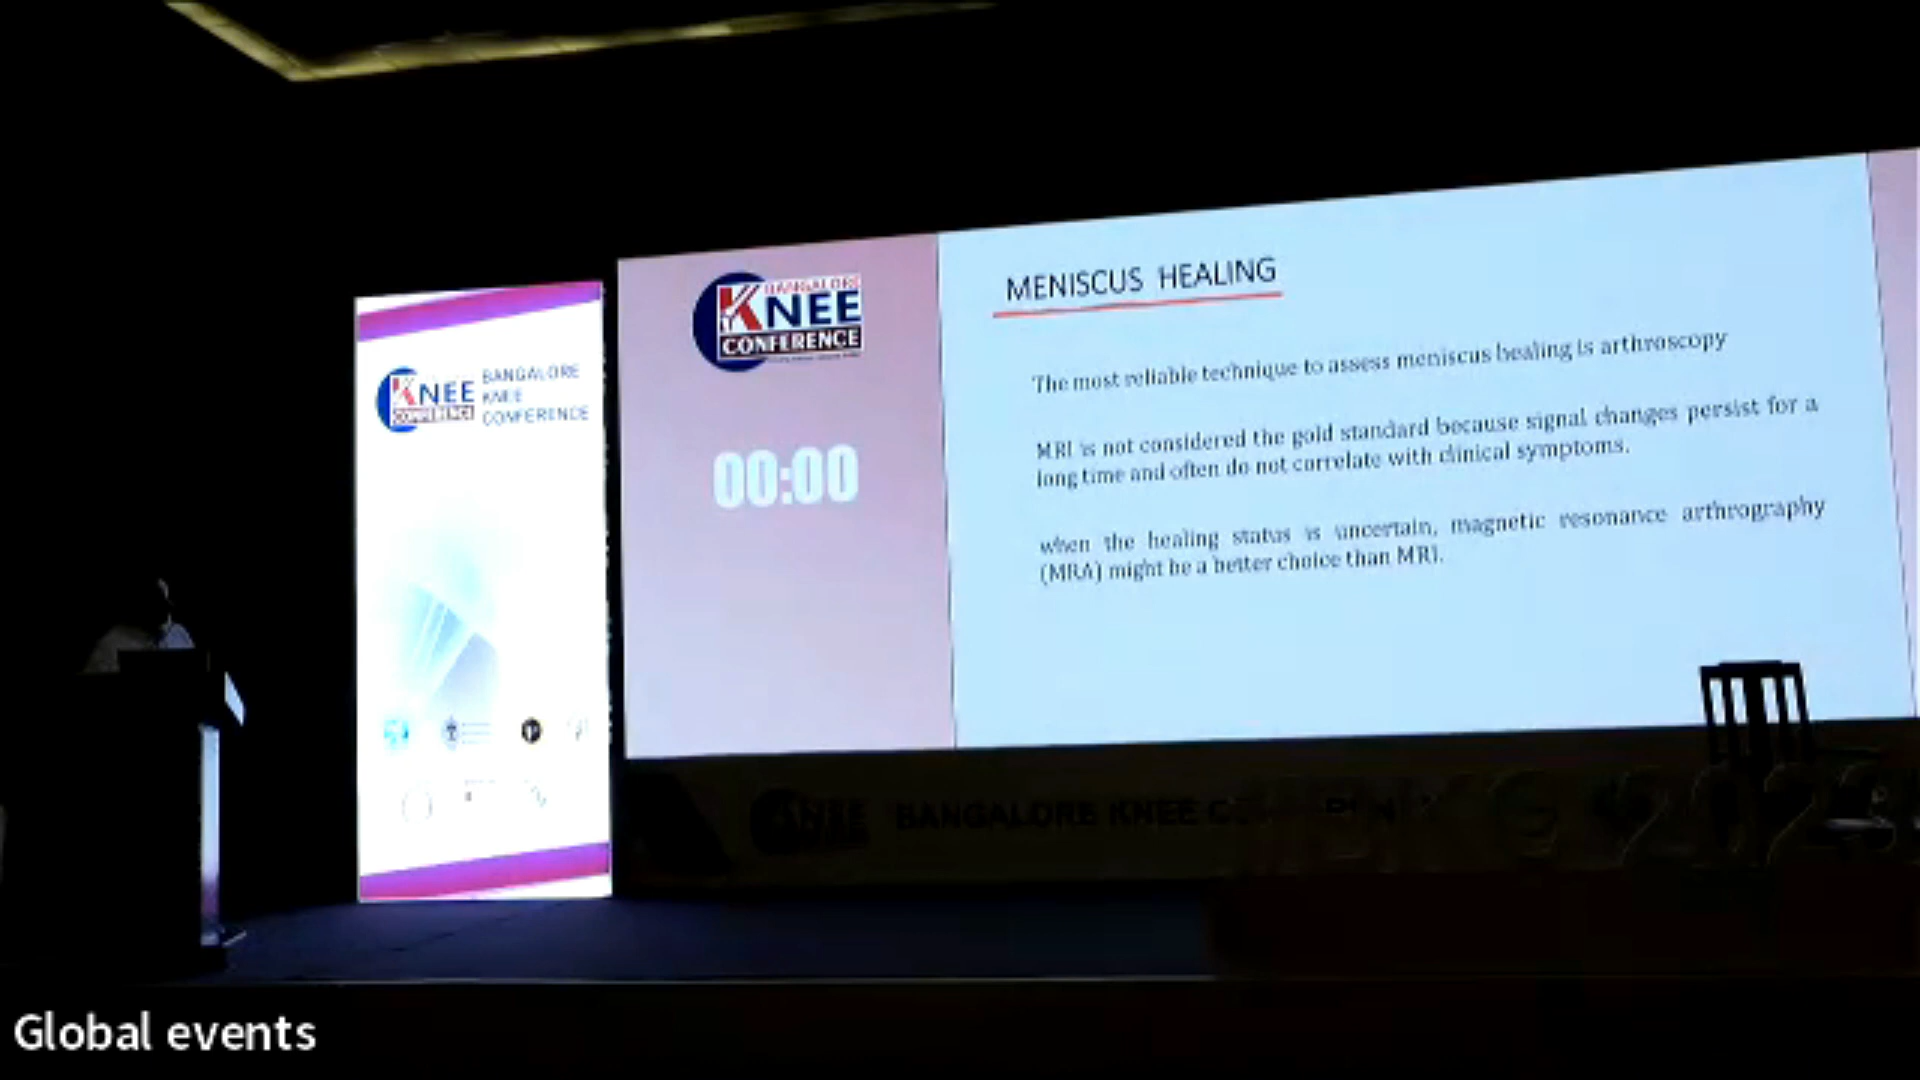 BANGALORE
KNEE
CONFERENCE
KNEE
CONFERENCE
BANGALORE
KNEE
CONFERENCE
00:00
MENISCUS HEALING
The most reliable technique to assess meniscus healing is arthroscopy
MRI is not considered the gold standard because signal changes persist for a
long time and often do not correlate with clinical symptoms.
when the healing status is uncertain, magnetic resonance arthrography
(MRA) might be a better choice than MRI.
KNEE
BANGALORE KNEE
Global events